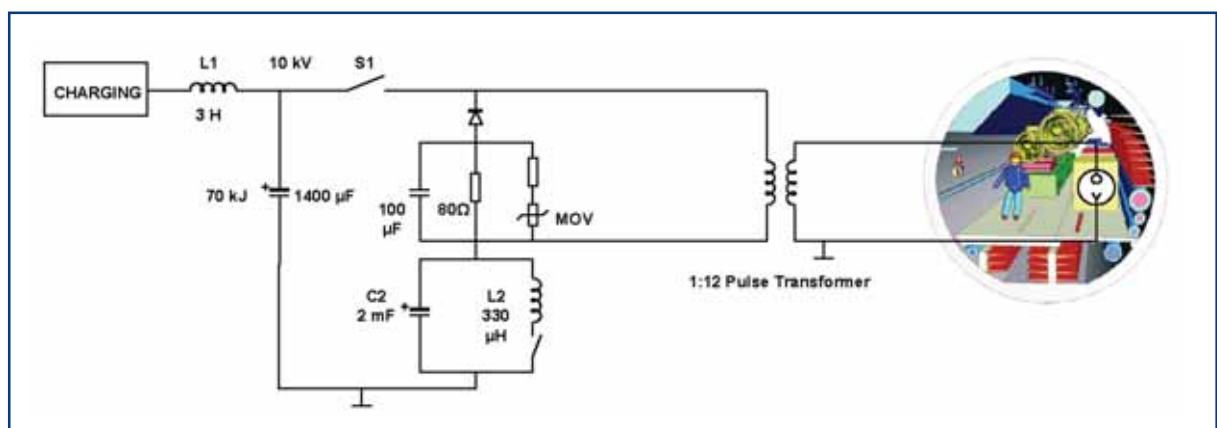 CHARGING
L1
3 H
10 kV
S1
70 kJ
+
1400 µF
100
µF
80Ω
MOV
C2
2 mF
+
L2
330
µH
1:12 Pulse Transformer